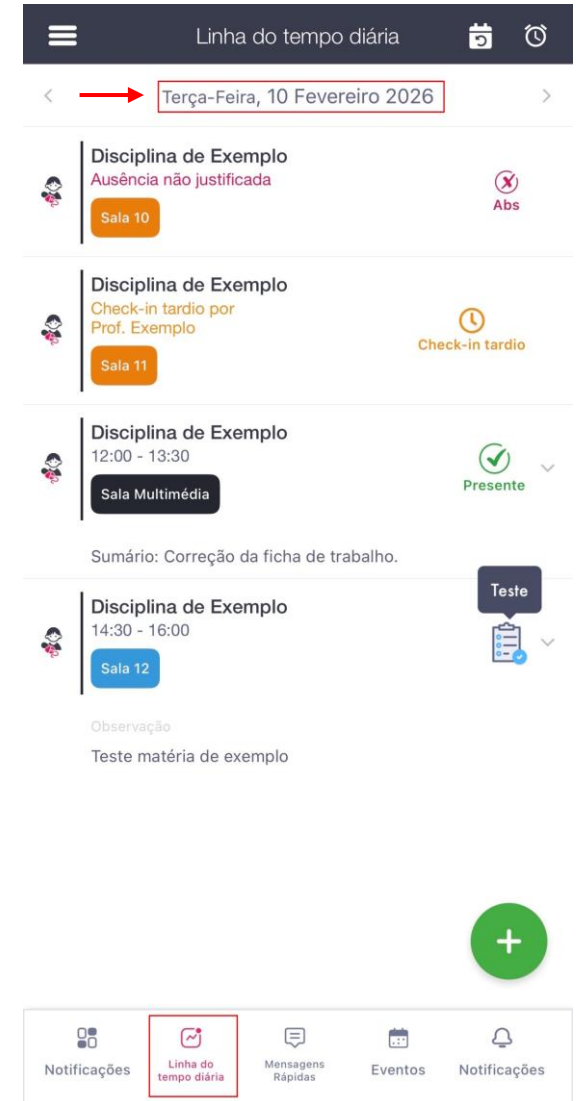 Linha do tempo diária
Terça-Feira, 10 Fevereiro 2026
Disciplina de Exemplo
Ausência não justificada
Sala 10
Abs
Disciplina de Exemplo
Check-in tardio por
Prof. Exemplo
Sala 11
Check-in tardio
Disciplina de Exemplo
12:00 - 13:30
Sala Multimédia
Presente
Sumário: Correção da ficha de trabalho.
Disciplina de Exemplo
14:30 - 16:00
Sala 12
Teste
Observação
Teste matéria de exemplo
Notificações
Linha do
tempo diária
Mensagens
Rápidas
Eventos
Notificações